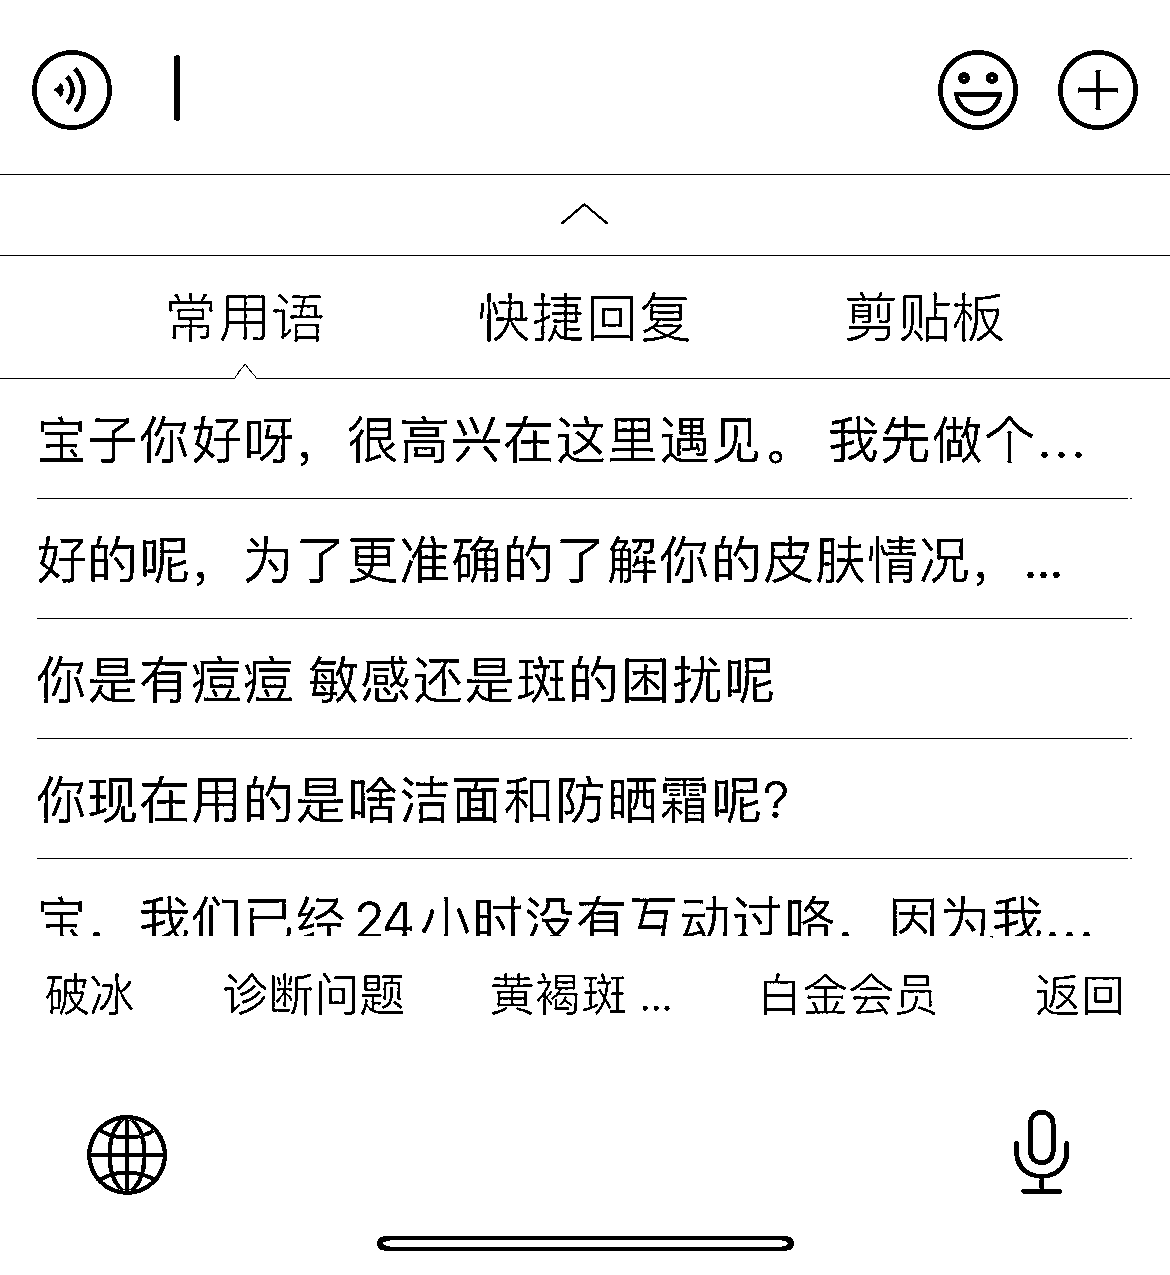 常用语 快捷回复 剪贴板
宝子你好呀，很高兴在这里遇见。 我先做个...
好的呢，为了更准确的了解你的皮肤情况，...
你是有痘痘 敏感还是斑的困扰呢
你现在用的是啥洁面和防晒霜呢?
宝，我们已经24小时没有互动过咯，因为我...
破冰 诊断问题 黄褐斑 ... 白金会员 返回